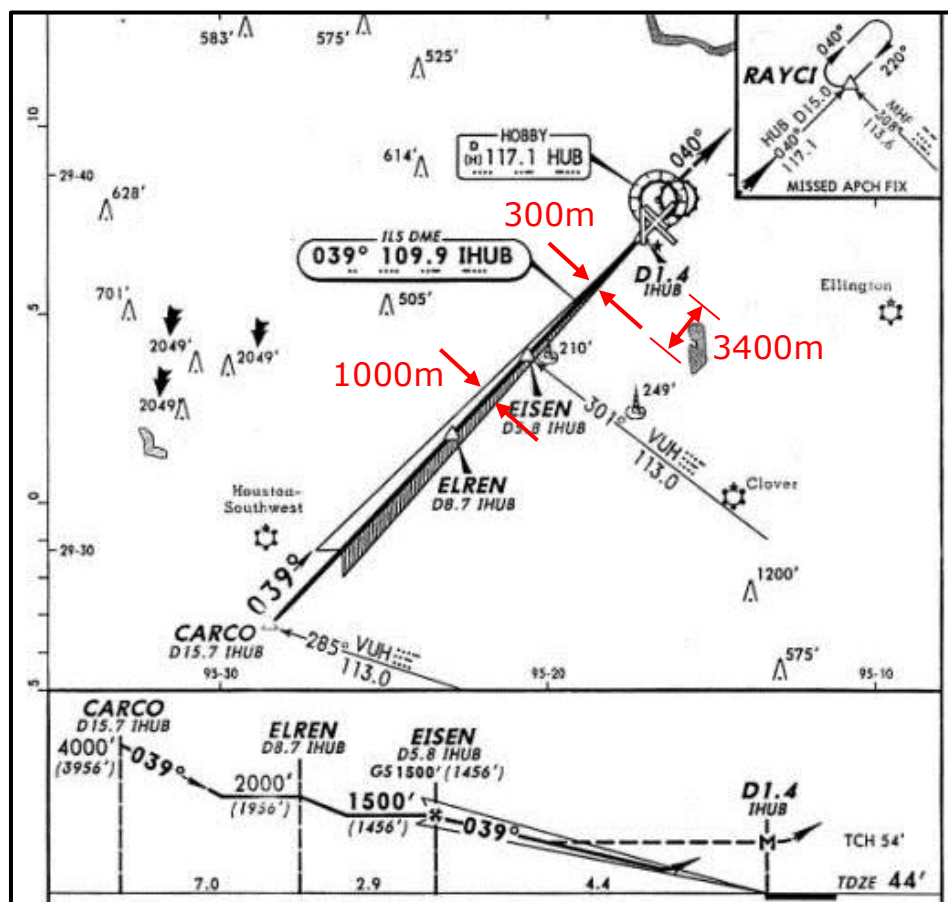 583'
575'
525'
614'
628'
701'
505'
2049'
2049'
2049'
10
5
0
5
29-40
29-30
HOBBY
D
(H) 117.1 HUB
040°
ILS DME
039° 109.9 IHUB
300m
D1.4
IHUB
3400m
1000m
210'
249'
EISEN
D5.8 IHUB
301°
VUH
113.0
ELREN
D8.7 IHUB
Ellington
Clover
Houston-
Southwest
039°
CARCO
D15.7 IHUB
285° VUH
113.0
1200'
575'
95-30
95-20
95-10
RAYCI
040°
220°
HUB D15.0
040°
117.1
MHF
308°
113.6
MISSED APCH FIX
CARCO
D15.7 IHUB
4000'
(3956')
039°
2000'
(1956')
ELREN
D8.7 IHUB
1500'
(1456')
EISEN
D5.8 IHUB
GS 1500' (1456')
039°
D1.4
IHUB
M
TCH 54'
TDZE 44'
7.0
2.9
4.4